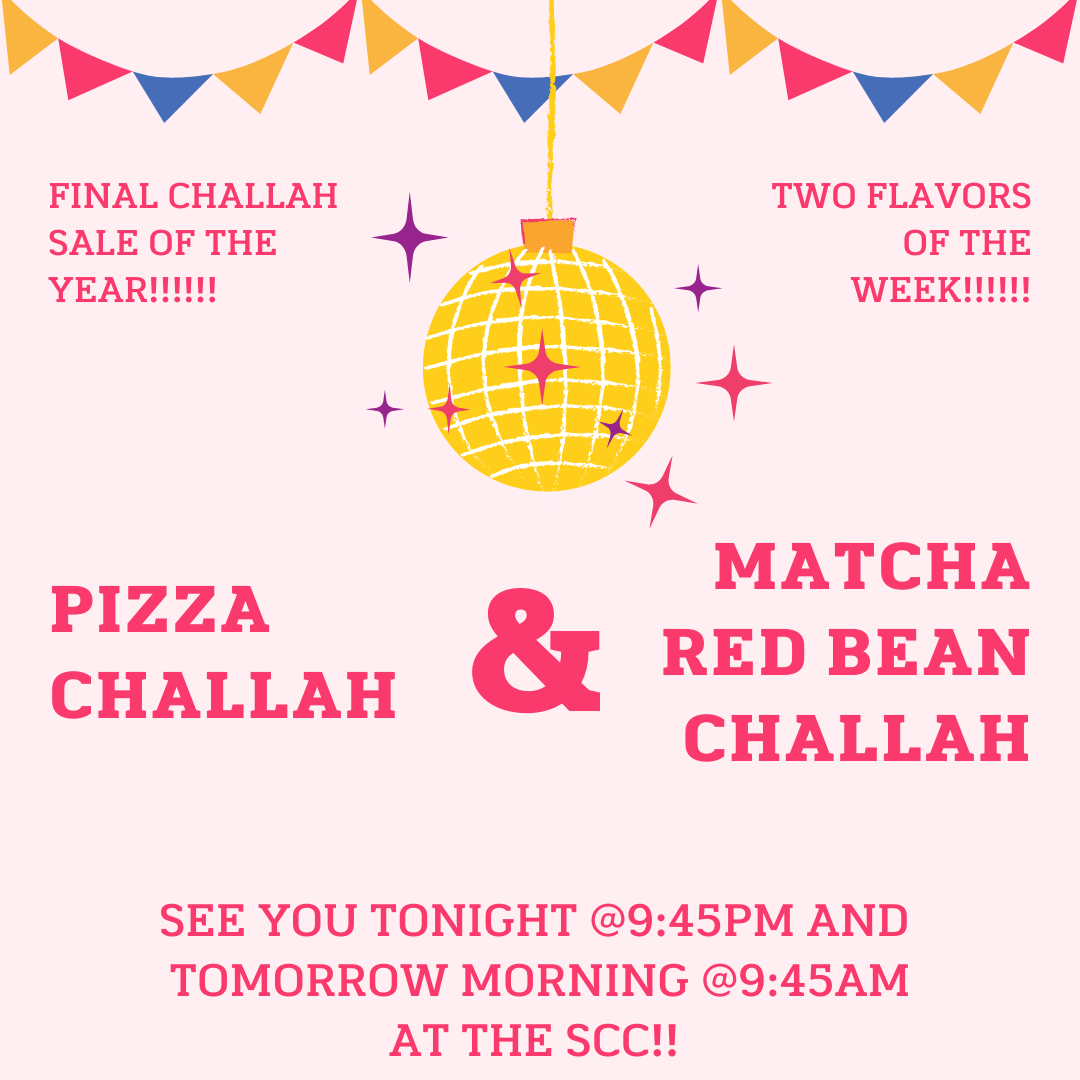 FINAL CHALLAH
SALE OF THE
YEAR!!!!!!
TWO FLAVORS
OF THE
WEEK!!!!!!
PIZZA
CHALLAH
&
MATCHA
RED BEAN
CHALLAH
SEE YOU TONIGHT @9:45PM AND
TOMORROW MORNING @9:45AM
AT THE SCC!!